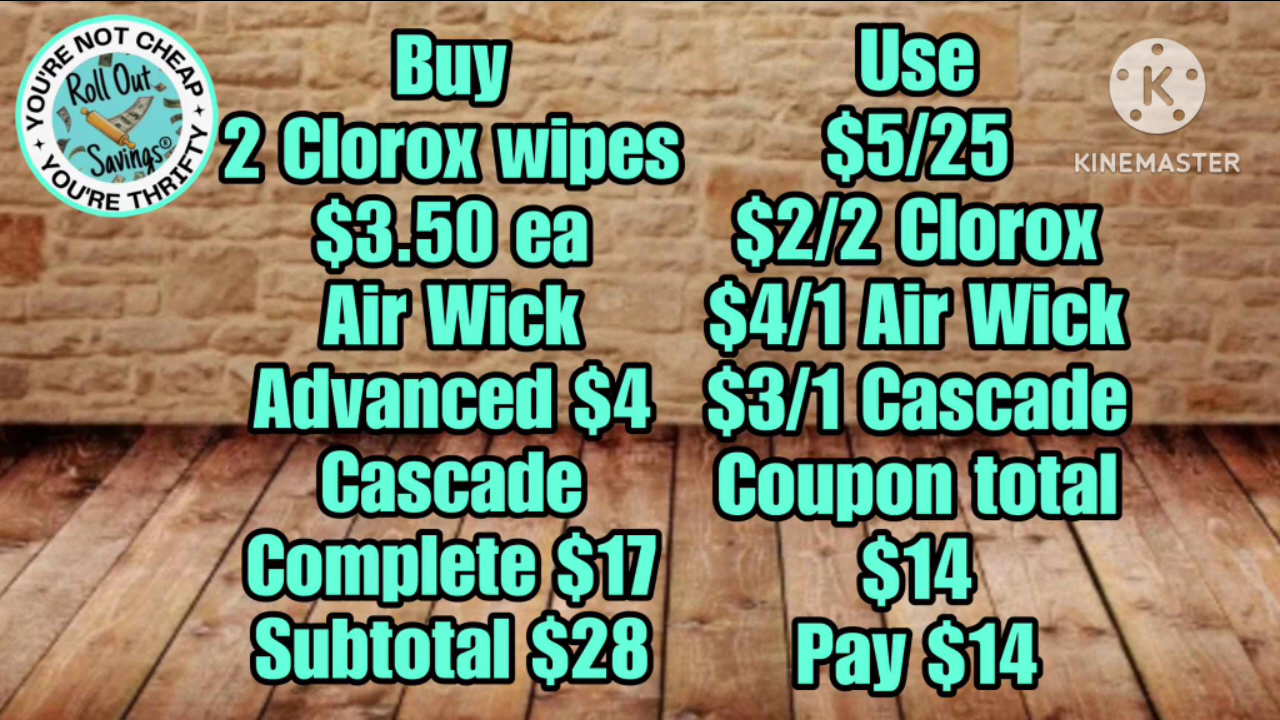 YOU'RE NOT CHEAP
Roll Out
Savings®
YOU'RE THRIFTY
Buy
2 Clorox wipes
$3.50 ea
Air Wick
Advanced $4
Cascade
Complete $17
Subtotal $28
Use
$5/25
$2/2 Clorox
$4/1 Air Wick
$3/1 Cascade
Coupon total
$14
Pay $14
K
KINEMASTER